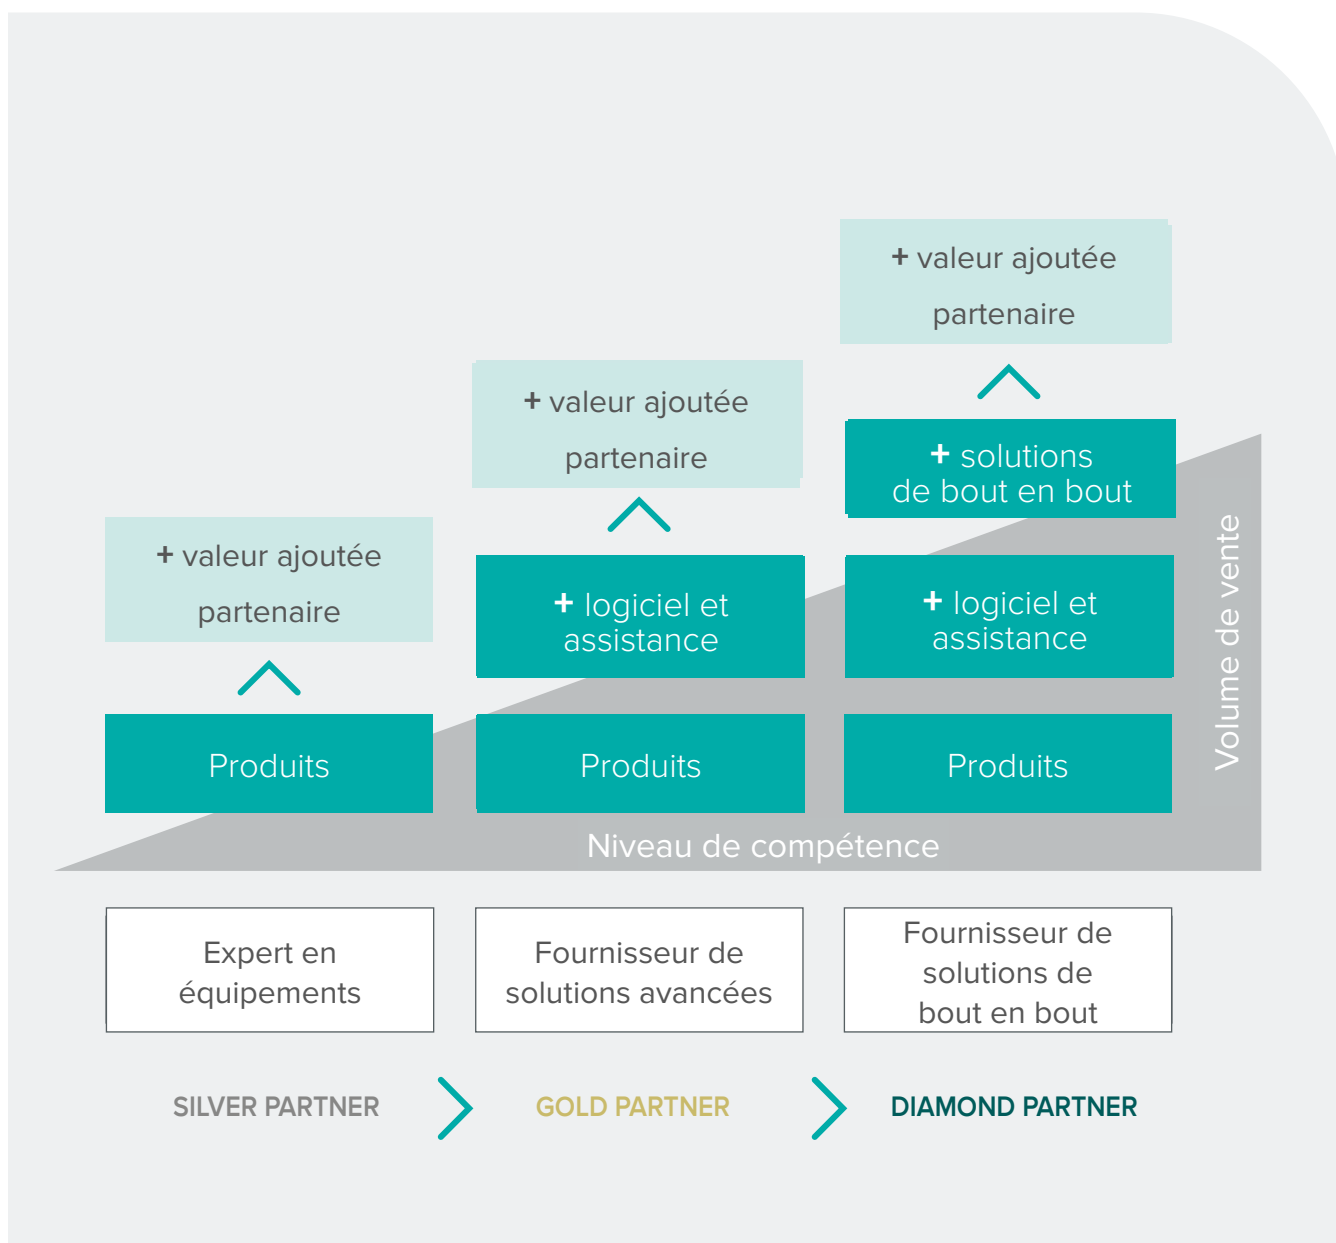 + valeur ajoutée
partenaire
+ valeur ajoutée
partenaire
+ solutions
de bout en bout
+ valeur ajoutée
partenaire
+ logiciel et
assistance
+ logiciel et
assistance
Produits
Produits
Produits
Volume de vente
Niveau de compétence
Expert en
équipements
Fournisseur de
solutions avancées
Fournisseur de
solutions de
bout en bout
SILVER PARTNER
GOLD PARTNER
DIAMOND PARTNER